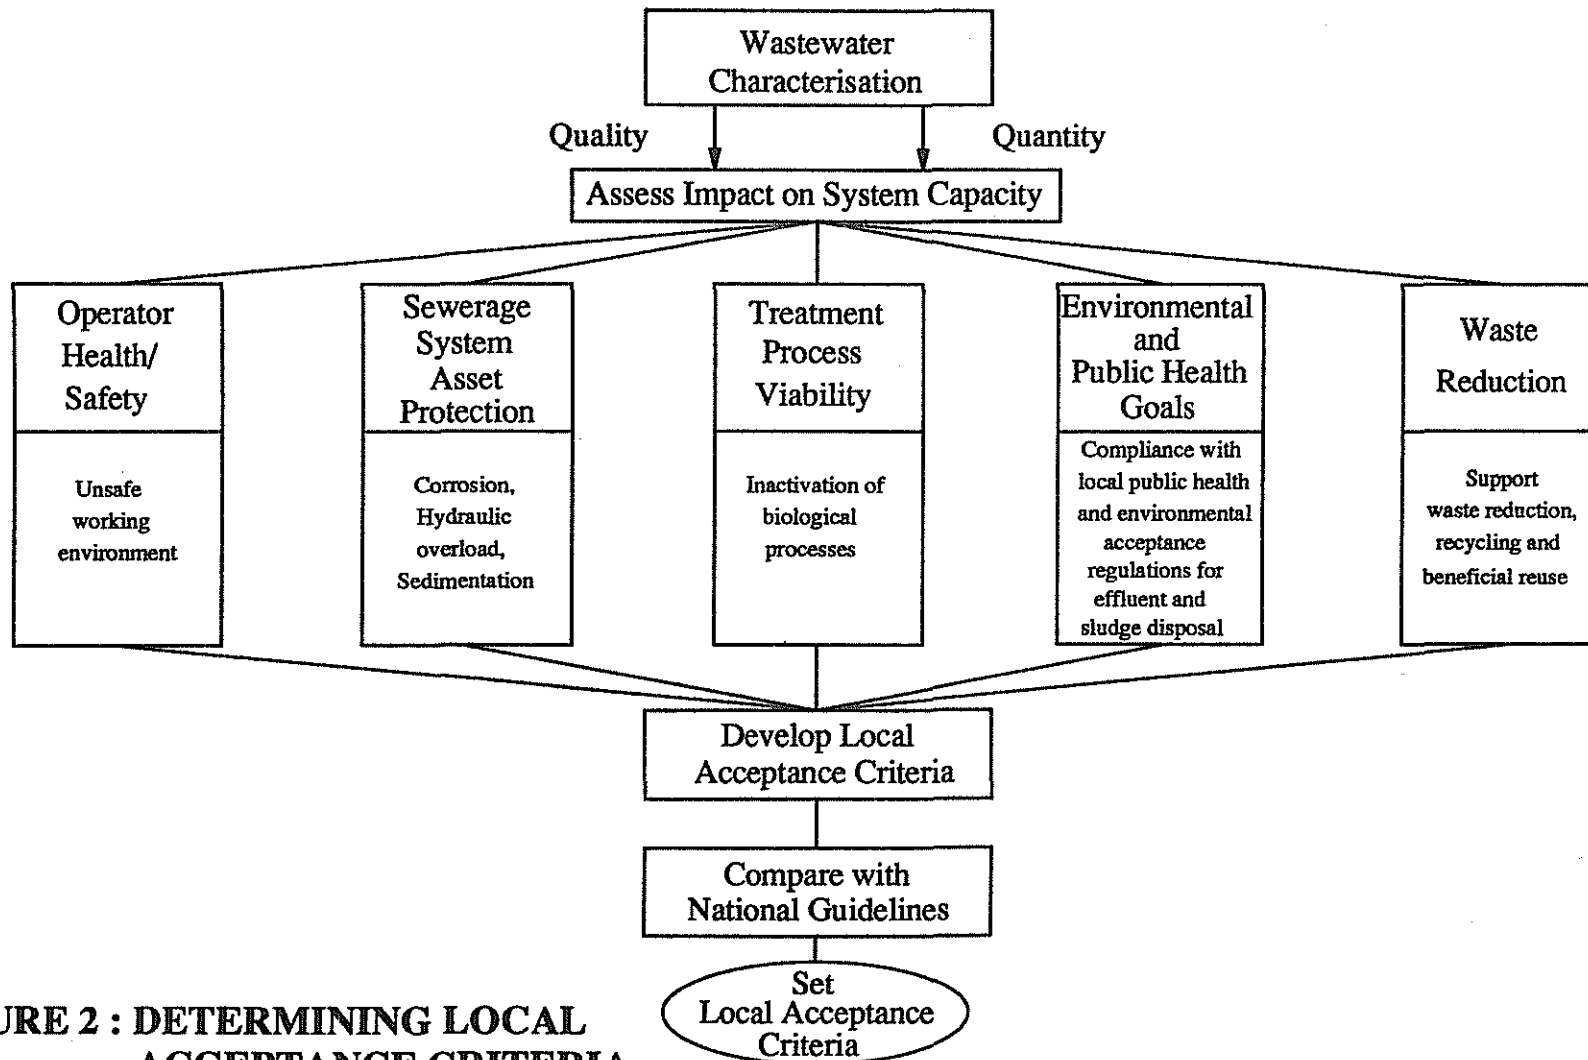 Wastewater
Characterisation
Quality
Quantity
Assess Impact on System Capacity
Operator
Health/
Safety
Unsafe
working
environment
Sewerage
System
Asset
Protection
Corrosion,
Hydraulic
overload,
Sedimentation
Treatment
Process
Viability
Inactivation of
biological
processes
Environmental
and
Public Health
Goals
Compliance with
local public health
and environmental
acceptance
regulations for
effluent and
sludge disposal
Waste
Reduction
Support
waste reduction,
recycling and
beneficial reuse
Develop Local
Acceptance Criteria
Compare with
National Guidelines
Set
Local Acceptance
Criteria
URE 2 : DETERMINING LOCAL
ACCEPTANCE CRITERIA